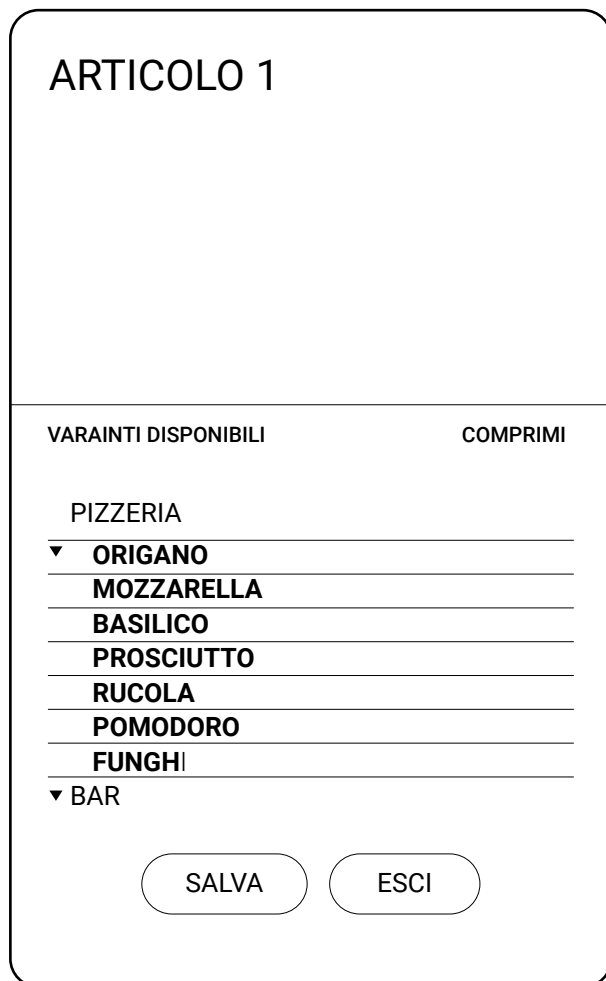 ARTICOLO 1
VARAINTI DISPONIBILI COMPRIMI
PIZZERIA
ORIGANO
MOZZARELLA
BASILICO
PROSCIUTTO
RUCOLA
POMODORO
FUNGHI
BAR
SALVA ESCI